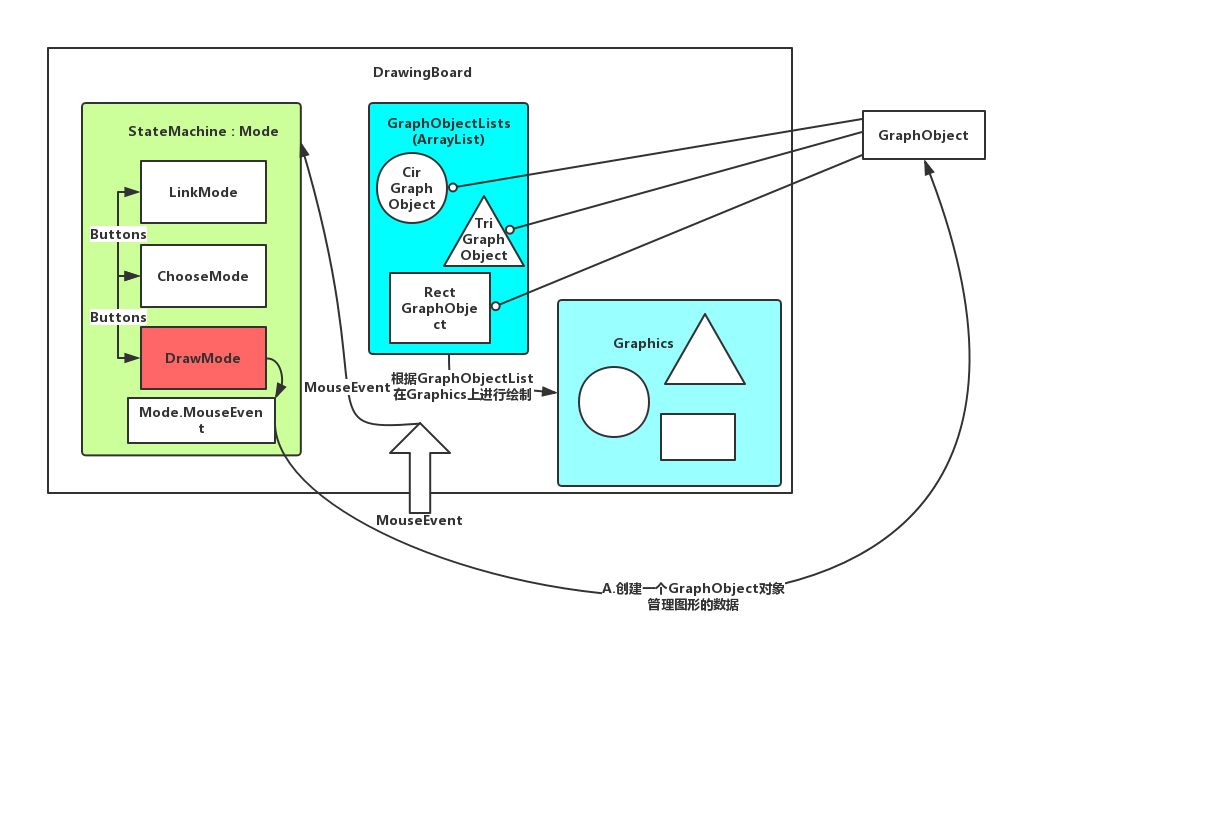 DrawingBoard
StateMachine : Mode
LinkMode
Buttons
ChooseMode
Buttons
DrawMode
Mode.MouseEven
t
GraphObjectLists
(ArrayList)
Cir
Graph
Object
Tri
Graph
Object
Rect
GraphObje
ct
GraphObject
Graphics
MouseEvent
根据GraphObjectList
在Graphics上进行绘制
MouseEvent
A.创建一个GraphObject对象
管理图形的数据